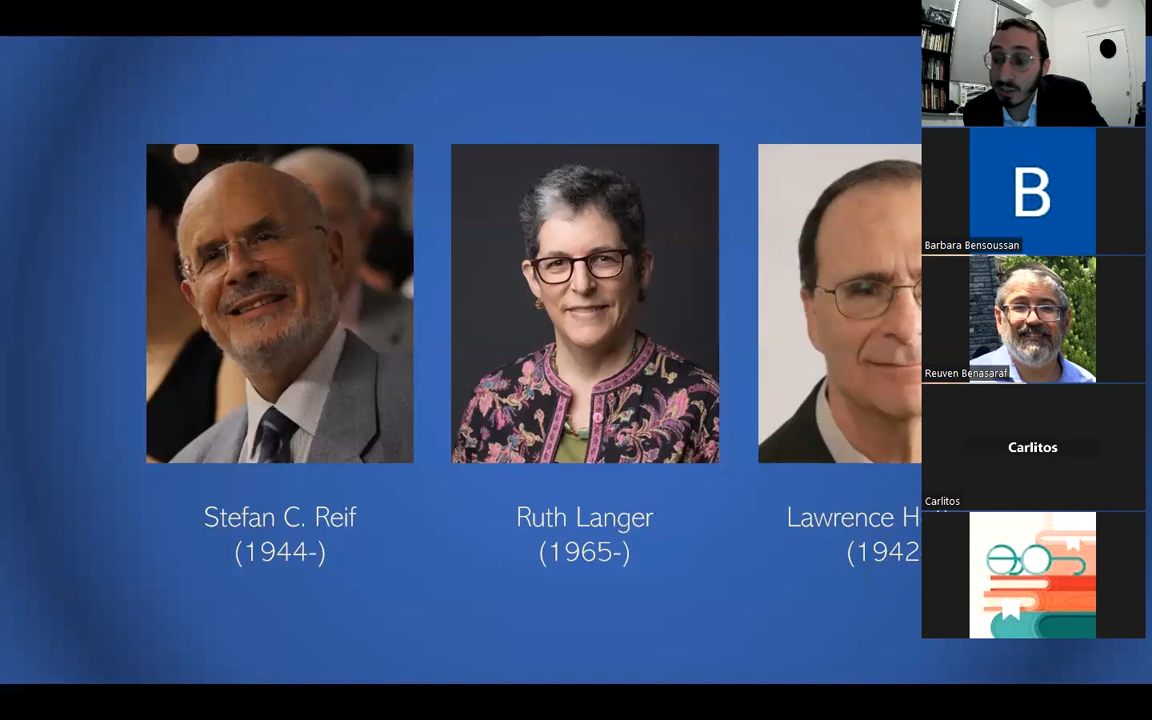 Stefan C. Reif
(1944-)
Ruth Langer
(1965-)
Lawrence H
(1942
B
Barbara Bensoussan
Reuven Benasaraf
Carlitos
Carlitos